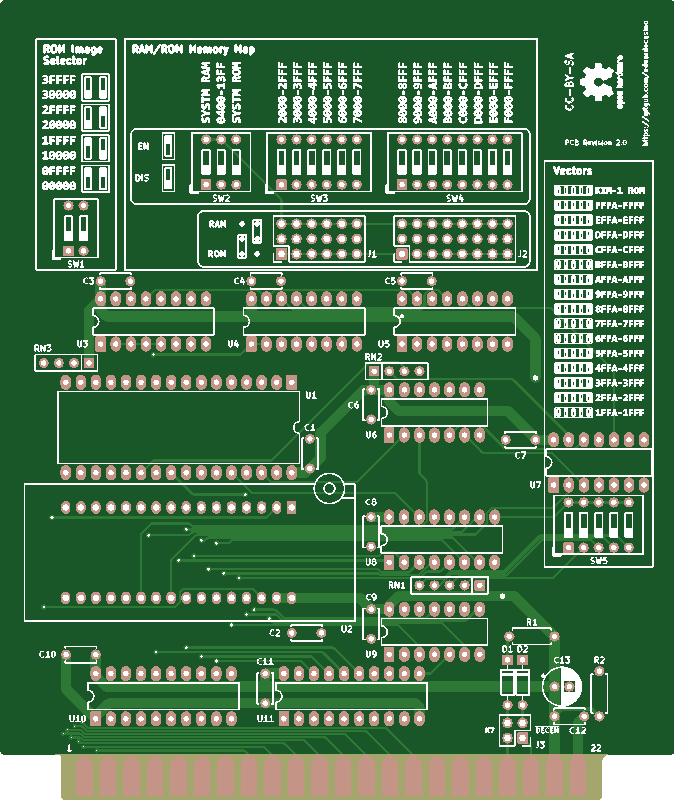 ROM Image
Selector
3FFFF
30000
2FFFF
20000
1FFFF
10000
0FFFF
00000
SW1
RAM/ROM Memory Map
SYSTM RAM
0400-13FF
SYSTM ROM
2000-2FFF
3000-3FFF
4000-4FFF
5000-5FFF
6000-6FFF
7000-7FFF
8000-8FFF
9000-9FFF
A000-AFFF
B000-BFFF
C000-CFFF
D000-DFFF
E000-EFFF
F000-FFFF
EN
DIS
SW2
SW3
SW4
RAM
ROM
J1
J2
CC-BY-SA
open hardware
PCB Revision 2.0
Vectors
KIM-1 ROM
FFFA-FFFF
EFFA-EFFF
DFFA-DFFF
CFFA-CFFF
BFFA-BFFF
AFFA-AFFF
9FFA-9FFF
8FFA-8FFF
7FFA-7FFF
6FFA-6FFF
5FFA-5FFF
4FFA-4FFF
3FFA-3FFF
2FFA-2FFF
1FFA-1FFF
C3
C4
C5
U3
U4
U5
RN3
RN2
U1
C6
C1
U6
C7
U7
C8
U8
SW5
RN1
C9
U2
C2
U9
R1
C10
C11
D1
D2
C13
R2
U10
U11
K7
DECEN
C12
J3
1
22